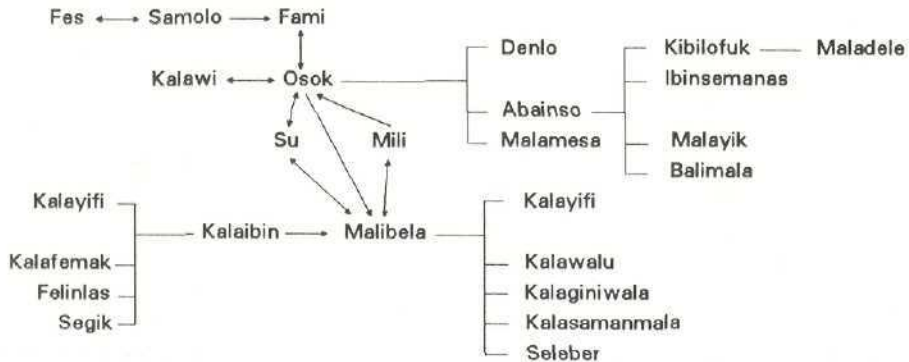 Fes Samolo Fami
Denlo Kibilofuk Maladele
Kalawi Osok Ibinsemanas
Abainso
Su Mili Malamesa Malayik
Balimala
Kalayifi Kalayifi
Kalaibin Malibela
Kalafemak Kalawalu
Felinlas Kalaginiwala
Segik Kalasamanmala
Seleber